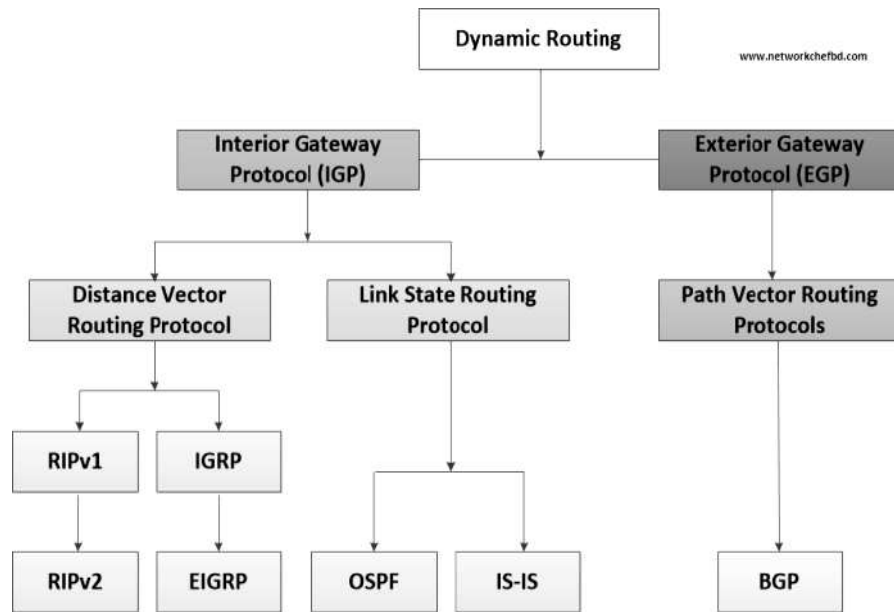 Dynamic Routing
www.networkchefbd.com
Interior Gateway
Protocol (IGP)
Exterior Gateway
Protocol (EGP)
Distance Vector
Routing Protocol
Link State Routing
Protocol
Path Vector Routing
Protocols
RIPv1
IGRP
RIPv2
EIGRP
OSPF
IS-IS
BGP